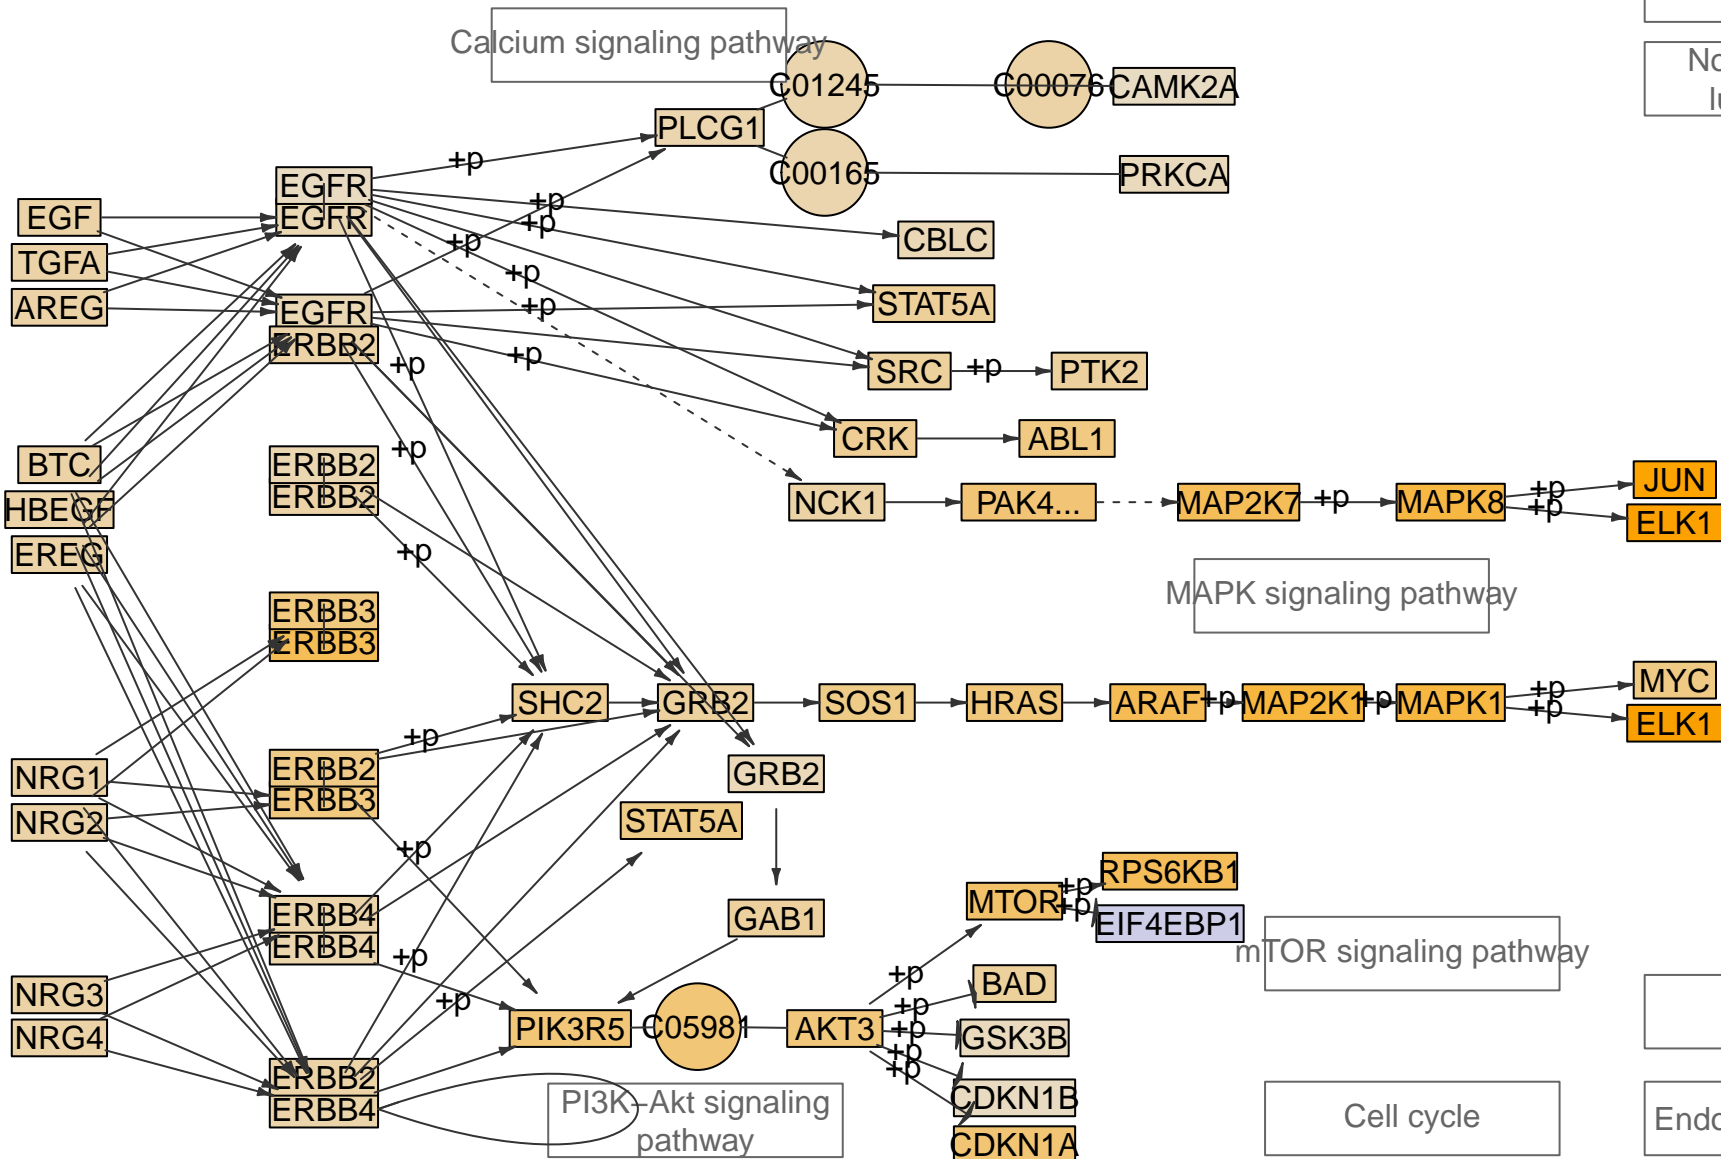 Calcium signaling pathway
No
lu
C01245
C00076
CAMK2A
PLCG1
C00165
PRKCA
+p
EGFR
EGFR
EGF
TGFA
AREG
+p
+p
+p
CBLC
+p
+p
STAT5A
EGFR
ERBB2
+p
+p
SRC
+p
PTK2
CRK
ABL1
BTC
HBEGF
EREG
+p
ERBB2
ERBB2
NCK1
PAK4...
MAP2K7
+p
MAPK8
+p
+p
JUN
ELK1
+p
MAPK signaling pathway
ERBB3
ERBB3
SHC2
GRB2
SOS1
HRAS
ARAF
+p
MAP2K1
+p
MAPK1
+p
+p
MYC
ELK1
+p
NRG1
NRG2
ERBB2
ERBB3
GRB2
STAT5A
+p
ERBB4
ERBB4
GAB1
MTOR
+p
+p
RPS6KB1
EIF4EBP1
mTOR signaling pathway
+p
+p
+p
BAD
NRG3
NRG4
PIK3R5
C05981
AKT3
+p
+p
+p
+p
GSK3B
ERBB2
ERBB4
PI3K–Akt signaling
pathway
CDKN1B
CDKN1A
Cell cycle
Endo